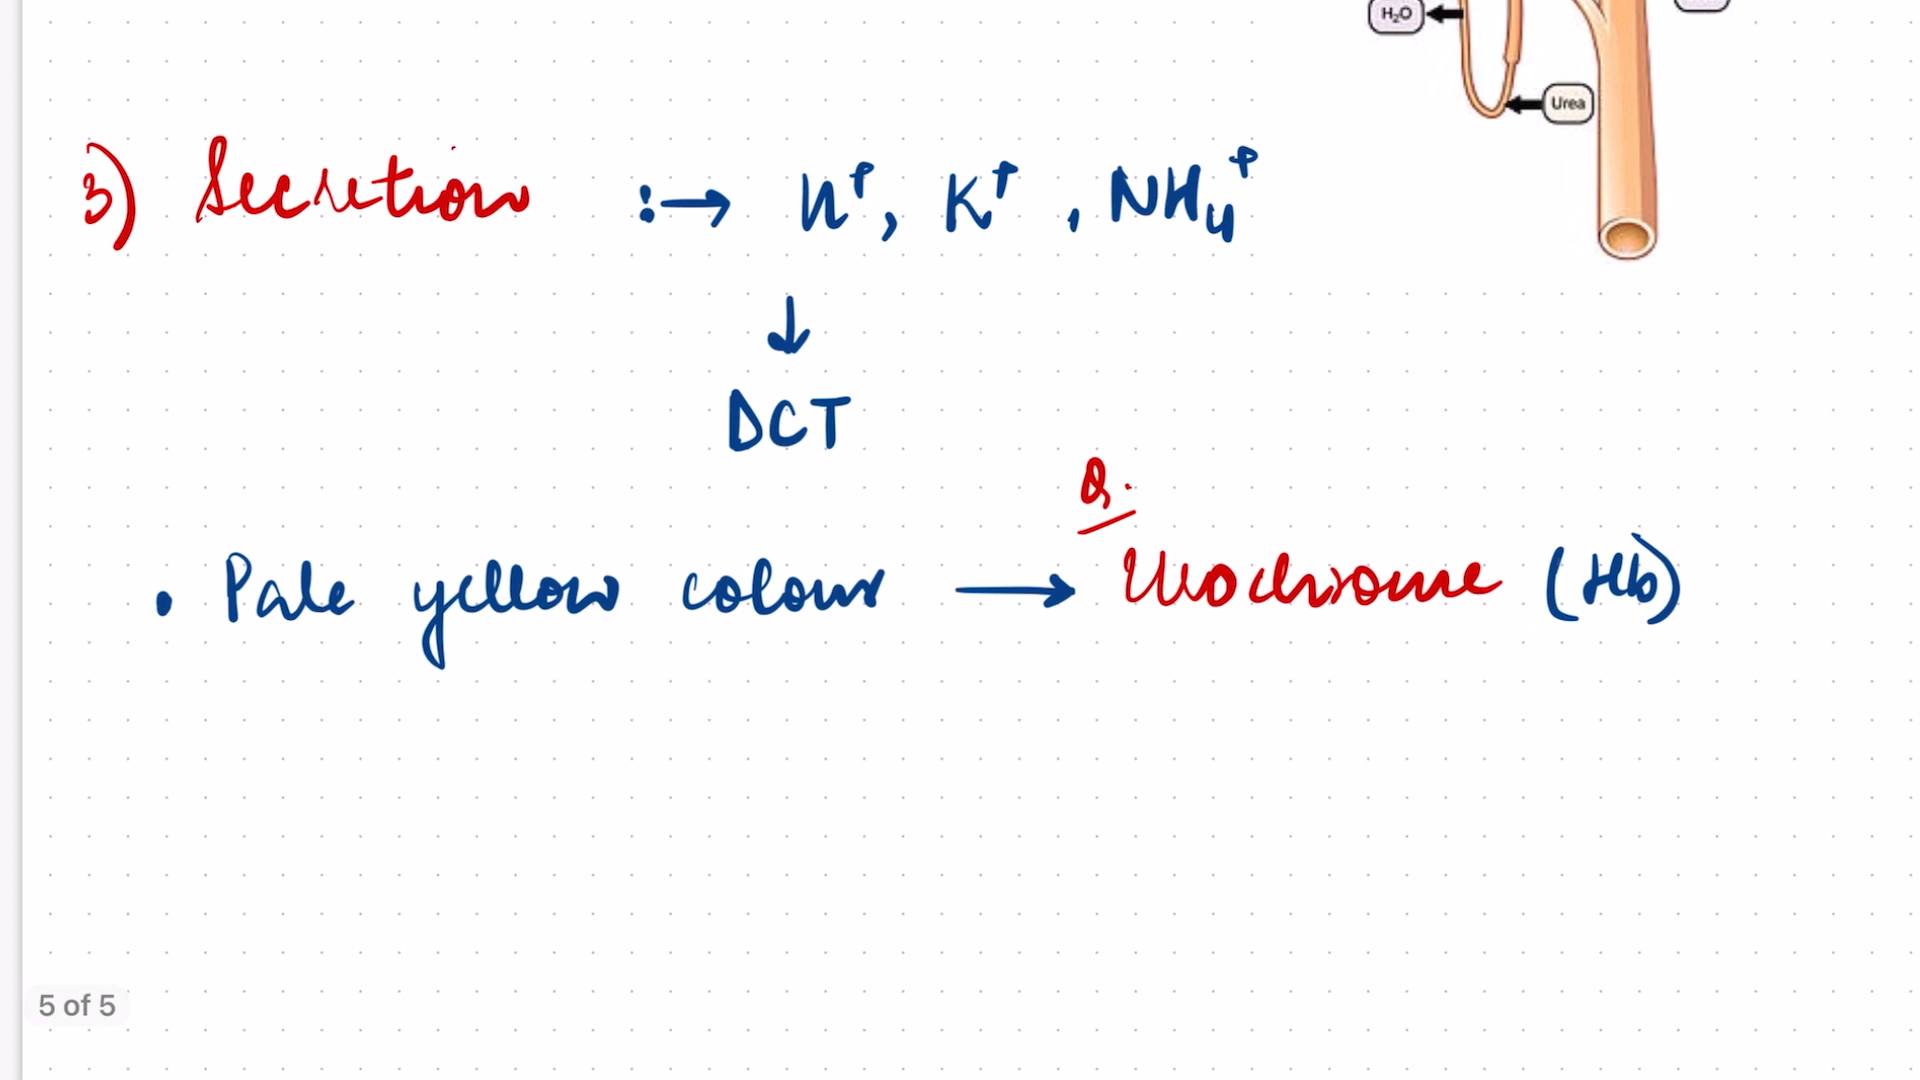 H₂O
Urea
3) Secretion :→ H⁺, K⁺, NH₄⁺
↓
DCT
Q.
• Pale yellow colour → Urochrome (Hb)
5 of 5